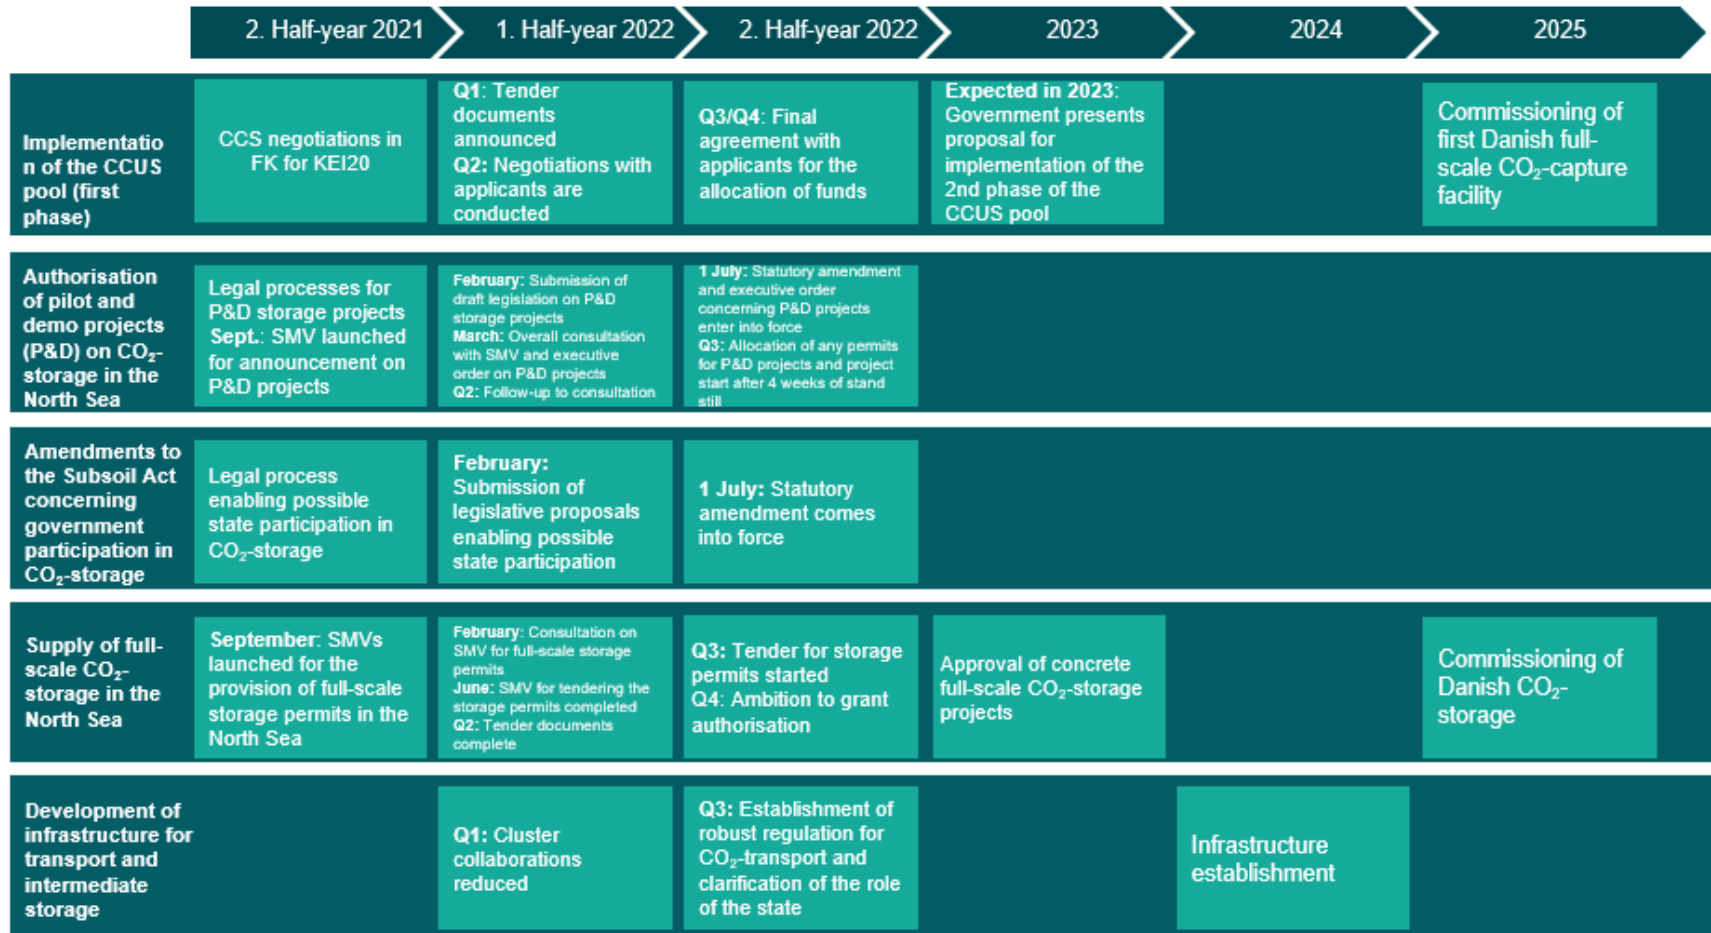 2. Half-year 2021
1. Half-year 2022
2. Half-year 2022
2023
2024
2025
Implementatio
n of the CCUS
pool (first
phase)
CCS negotiations in
FK for KEI20
Q1: Tender
documents
announced
Q2: Negotiations with
applicants are
conducted
Q3/Q4: Final
agreement with
applicants for the
allocation of funds
Expected in 2023:
Government presents
proposal for
implementation of the
2nd phase of the
CCUS pool
Commissioning of
first Danish full-
scale CO₂-capture
facility
Authorisation
of pilot and
demo projects
(P&D) on CO₂-
storage in the
North Sea
Legal processes for
P&D storage projects
Sept.: SMV launched
for announcement on
P&D projects
February: Submission of
draft legislation on P&D
storage projects
March: Overall consultation
with SMV and executive
order on P&D projects
Q2: Follow-up to consultation
1 July: Statutory amendment
and executive order
concerning P&D projects
enter into force
Q3: Allocation of any permits
for P&D projects and project
start after 4 weeks of stand
still
Amendments to
the Subsoil Act
concerning
government
participation in
CO₂-storage
Legal process
enabling possible
state participation in
CO₂-storage
February:
Submission of
legislative proposals
enabling possible
state participation
1 July: Statutory
amendment comes
into force
Supply of full-
scale CO₂-
storage in the
North Sea
September: SMVs
launched for the
provision of full-scale
storage permits in the
North Sea
February: Consultation on
SMV for full-scale storage
permits
June: SMV for tendering the
storage permits completed
Q2: Tender documents
complete
Q3: Tender for storage
permits started
Q4: Ambition to grant
authorisation
Approval of concrete
full-scale CO₂-storage
projects
Commissioning of
Danish CO₂-
storage
Development of
infrastructure for
transport and
intermediate
storage
Q1: Cluster
collaborations
reduced
Q3: Establishment of
robust regulation for
CO₂-transport and
clarification of the role
of the state
Infrastructure
establishment